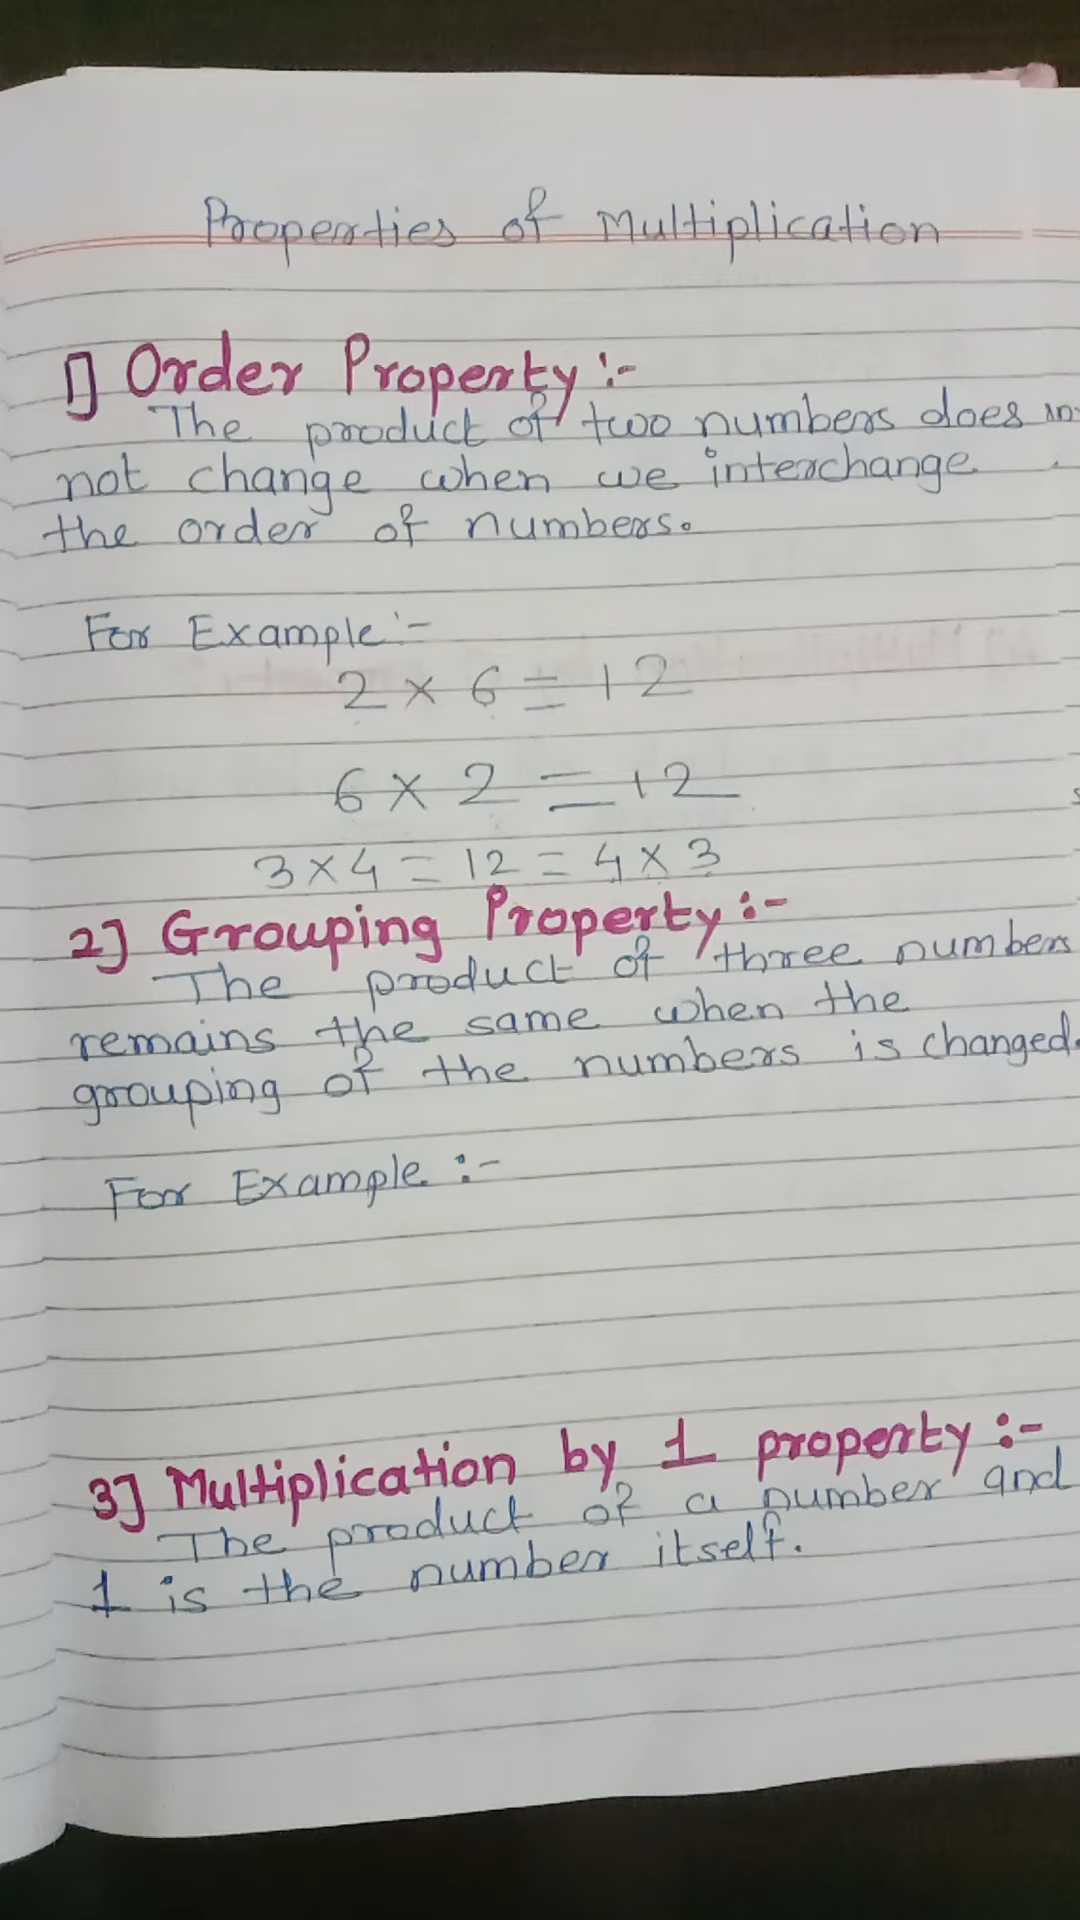 Properties of Multiplication
1] Order Property :-
The product of two numbers does
not change when we interchange
the order of numbers.
For Example :-
2 × 6 = 12
6 × 2 = 12
3 × 4 = 12 = 4 × 3
2] Grouping Property :-
The product of three numbers
remains the same when the
grouping of the numbers is changed.
For Example :-
3] Multiplication by 1 property :-
The product of a number and
1 is the number itself.